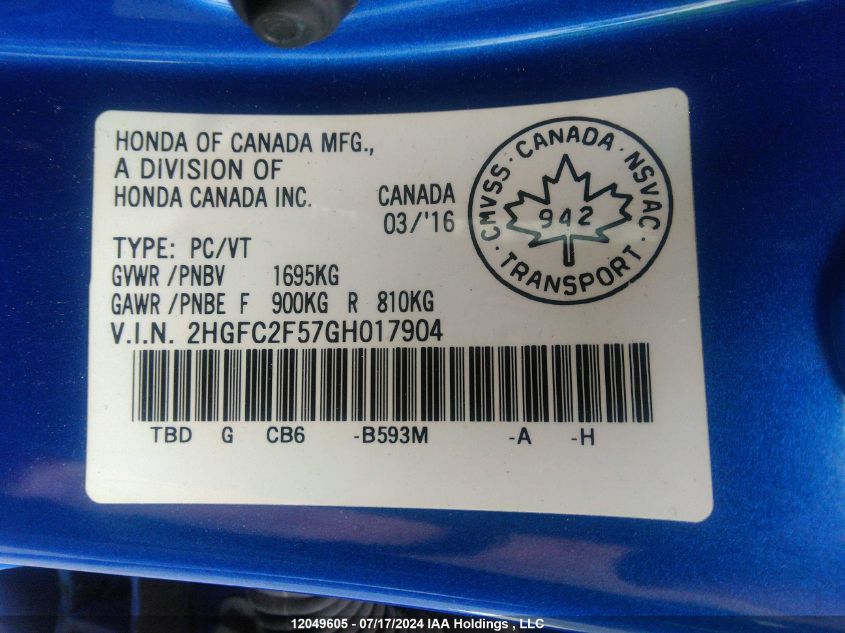 HONDA OF CANADA MFG.,
A DIVISION OF
HONDA CANADA INC.
CANADA
03/'16
CMVSS · CANADA · NSVAC ·
942
TRANSPORT
TYPE: PC/VT
GVWR /PNBV 1695KG
GAWR /PNBE F 900KG R 810KG
V.I.N. 2HGFC2F57GH017904
TBD G CB6 -B593M -A -H
12049605 - 07/17/2024 IAA Holdings , LLC